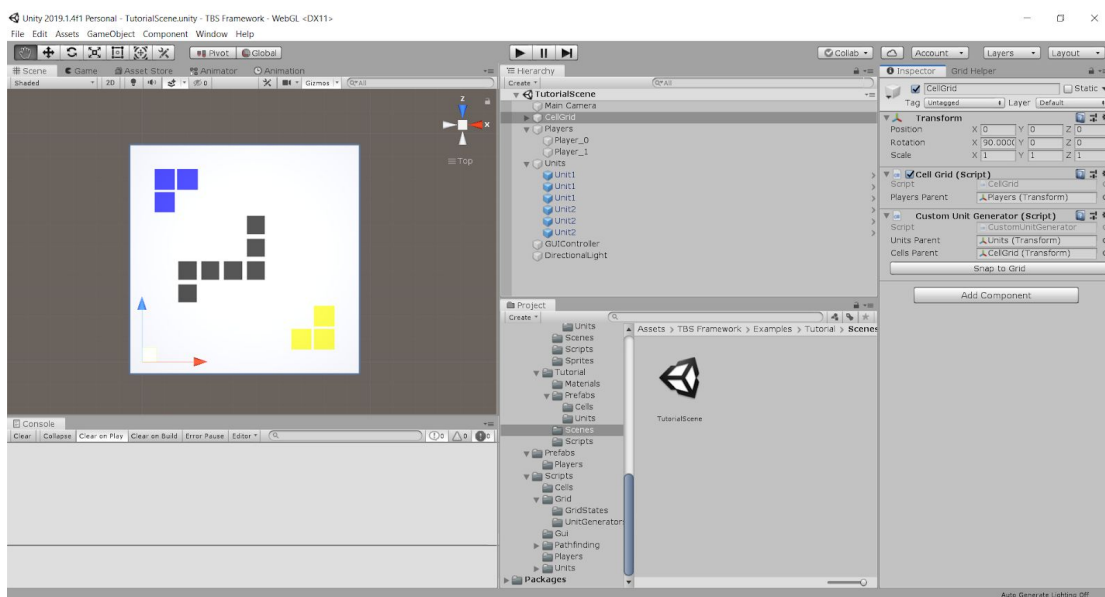 Unity 2019.1.4f1 Personal - TutorialScene.unity - TBS Framework - WebGL <DX11>
File Edit Assets GameObject Component Window Help
Pivot Global
Collab Account Layers Layout
Scene Game Asset Store Animator Animation
Shaded 2D 0 Gizmos All
z
x
Top
Console
Clear Collapse Clear on Play Clear on Build Error Pause Editor 0 0 0
Hierarchy
Create All
TutorialScene
Main Camera
CellGrid
Players
Player_0
Player_1
Units
Unit1
Unit1
Unit1
Unit2
Unit2
Unit2
GUIController
DirectionalLight
Project
Create
Units
Scenes
Scripts
Sprites
Tutorial
Materials
Prefabs
Cells
Units
Scenes
Scripts
Prefabs
Players
Scripts
Cells
Grid
GridStates
UnitGenerator
Gui
Pathfinding
Players
Units
Packages
Assets > TBS Framework > Examples > Tutorial > Scenes
TutorialScene
Inspector Grid Helper
CellGrid Static
Tag Untagged Layer Default
Transform
Position X 0 Y 0 Z 0
Rotation X 90.0000 Y 0 Z 0
Scale X 1 Y 1 Z 1
Cell Grid (Script)
Script CellGrid
Players Parent Players (Transform)
Custom Unit Generator (Script)
Script CustomUnitGenerator
Units Parent Units (Transform)
Cells Parent CellGrid (Transform)
Snap to Grid
Add Component
Auto Generate Lighting Off